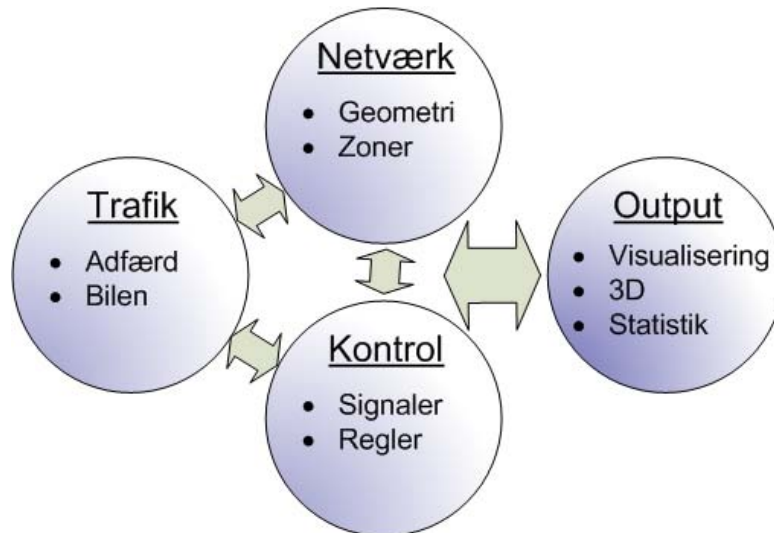 Netværk
• Geometri
• Zoner
Trafik
• Adfærd
• Bilen
Output
• Visualisering
• 3D
• Statistik
Kontrol
• Signaler
• Regler